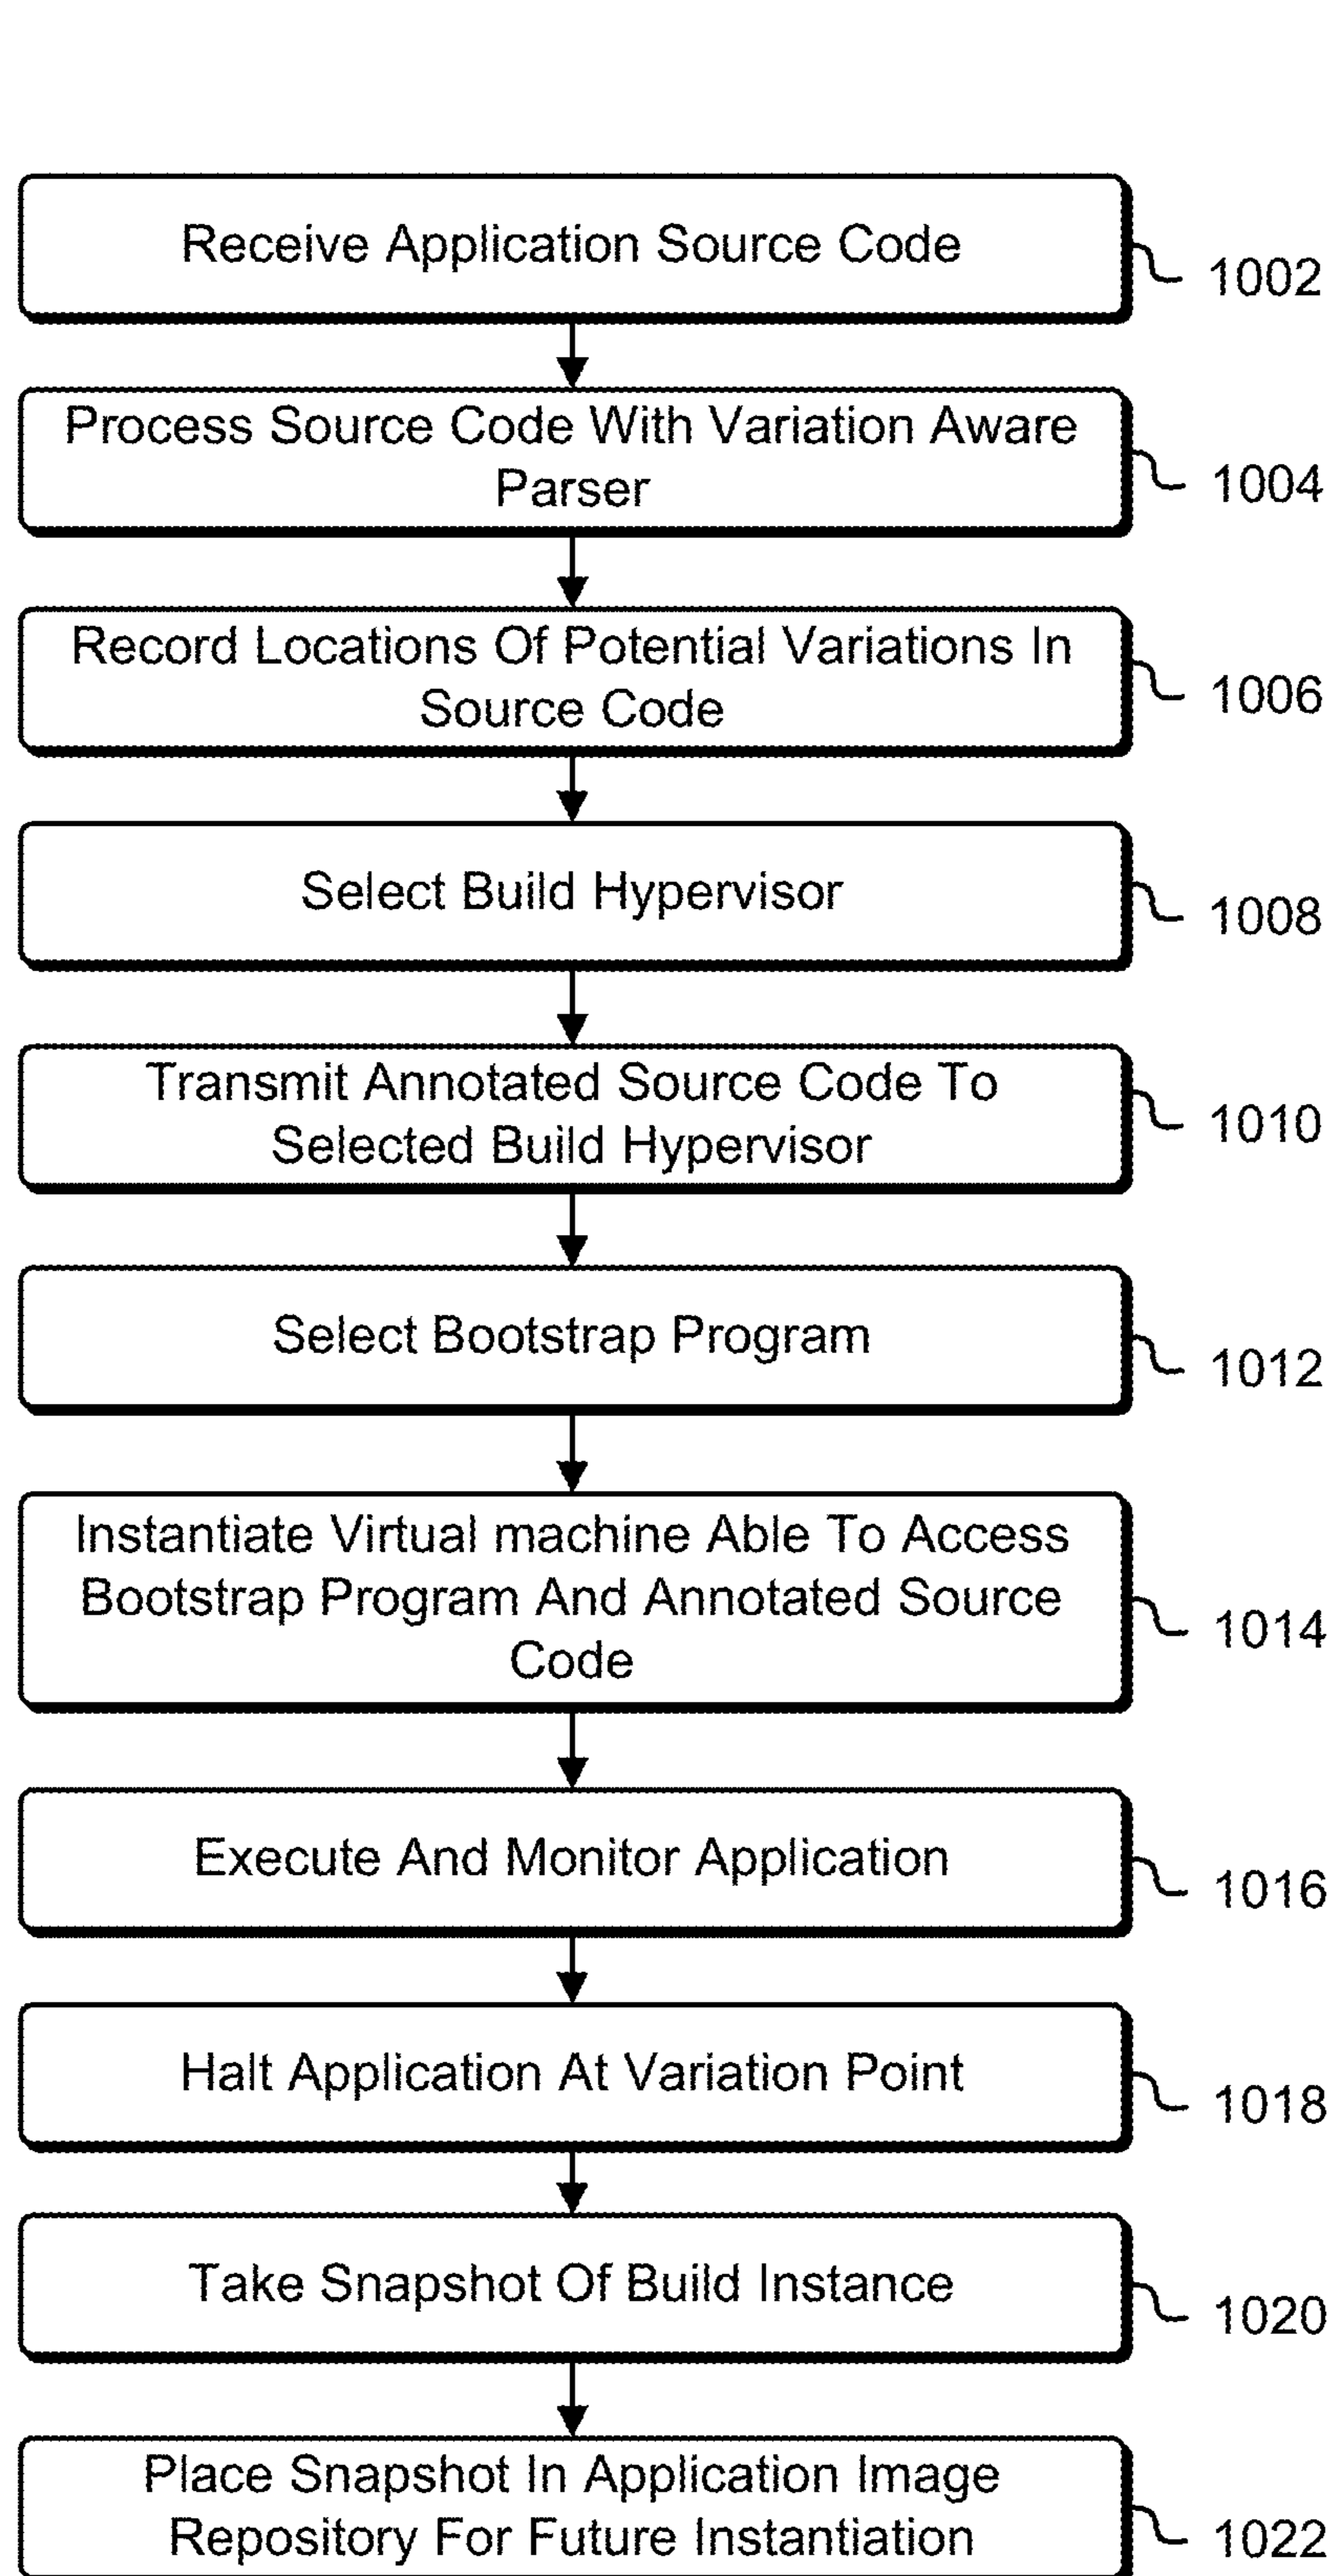 Receive Application Source Code
1002
Process Source Code With Variation Aware
Parser
1004
Record Locations Of Potential Variations In
Source Code
1006
Select Build Hypervisor
1008
Transmit Annotated Source Code To
Selected Build Hypervisor
1010
Select Bootstrap Program
1012
Instantiate Virtual machine Able To Access
Bootstrap Program And Annotated Source
Code
1014
Execute And Monitor Application
1016
Halt Application At Variation Point
1018
Take Snapshot Of Build Instance
1020
Place Snapshot In Application Image
Repository For Future Instantiation
1022